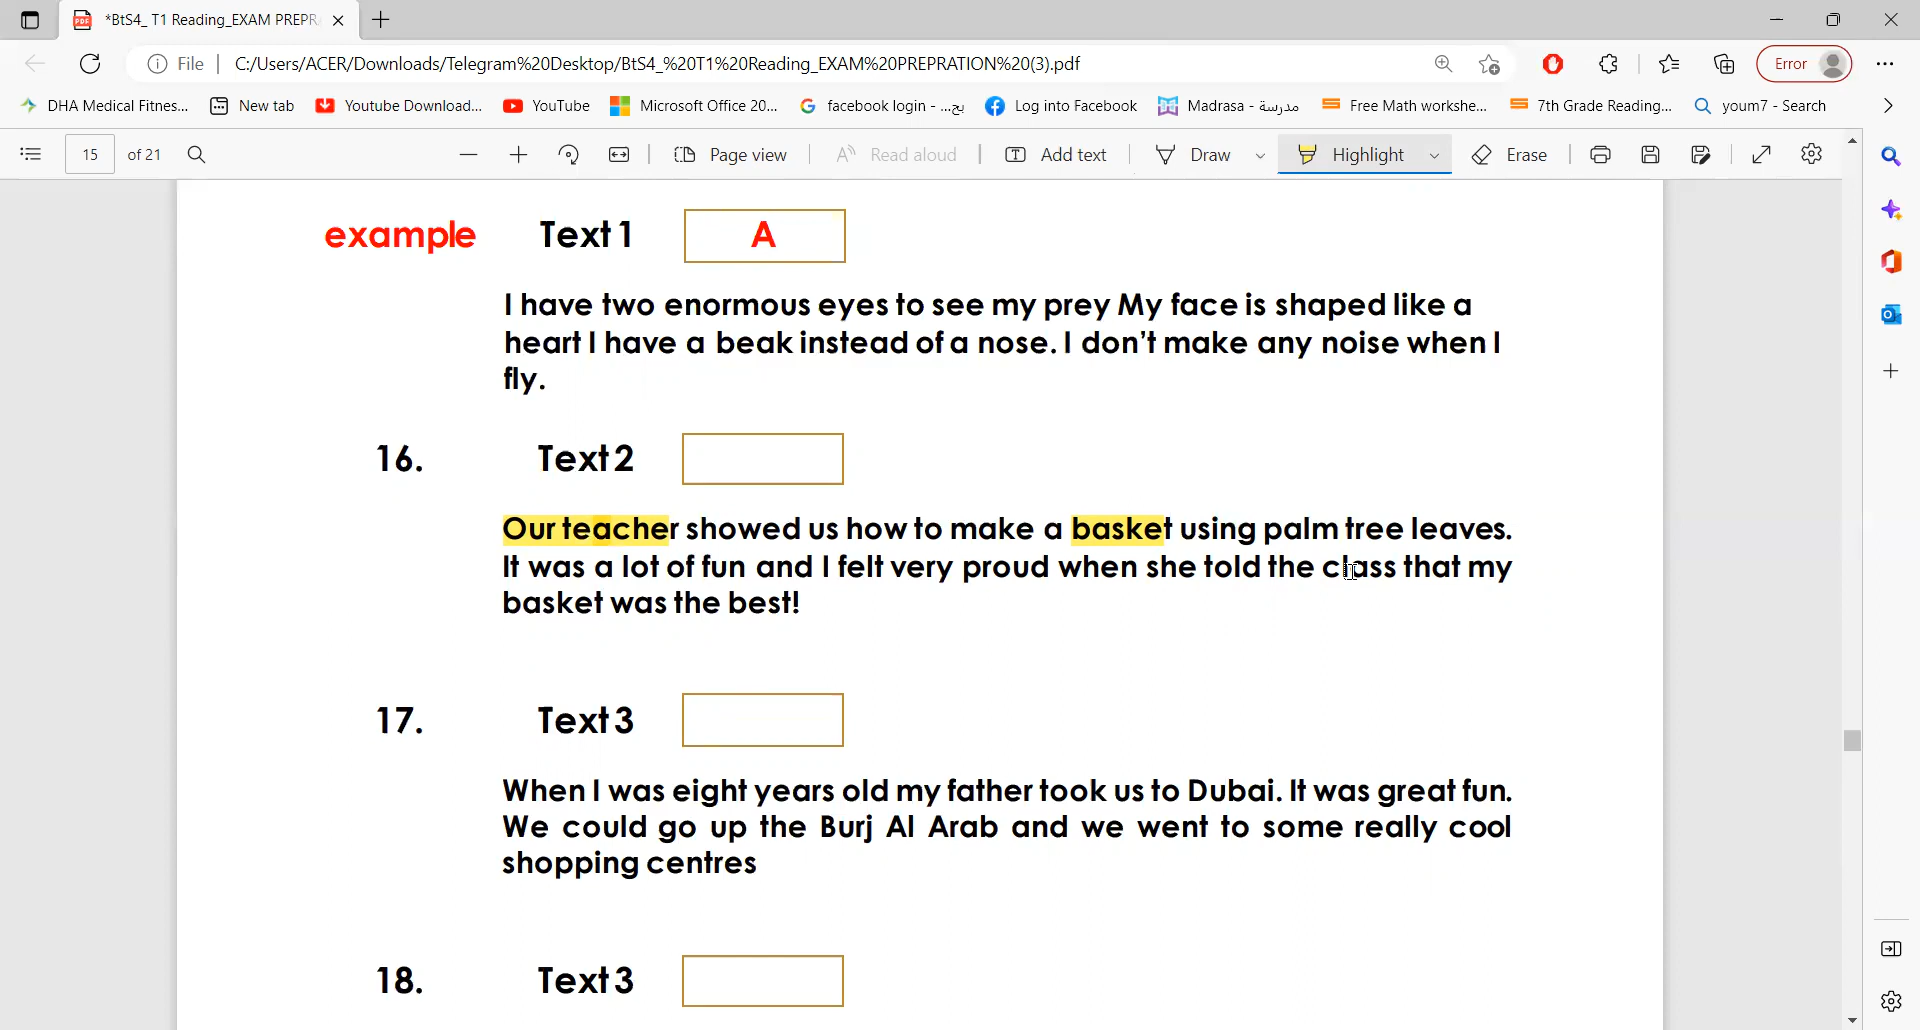 *BtS4_ T1 Reading_EXAM PREPR
File
C:/Users/ACER/Downloads/Telegram%20Desktop/BtS4_%20T1%20Reading_EXAM%20PREPRATION%20(3).pdf
Error
DHA Medical Fitnes...
New tab
Youtube Download...
YouTube
Microsoft Office 20...
facebook login - ...بح
Log into Facebook
Madrasa - مدرسة
Free Math workshe...
7th Grade Reading...
youm7 - Search
15 of 21
Page view
Read aloud
Add text
Draw
Highlight
Erase
example Text 1 A
I have two enormous eyes to see my prey My face is shaped like a
heart I have a beak instead of a nose. I don't make any noise when I
fly.
16. Text 2
Our teacher showed us how to make a basket using palm tree leaves.
It was a lot of fun and I felt very proud when she told the class that my
basket was the best!
17. Text 3
When I was eight years old my father took us to Dubai. It was great fun.
We could go up the Burj Al Arab and we went to some really cool
shopping centres
18. Text 3